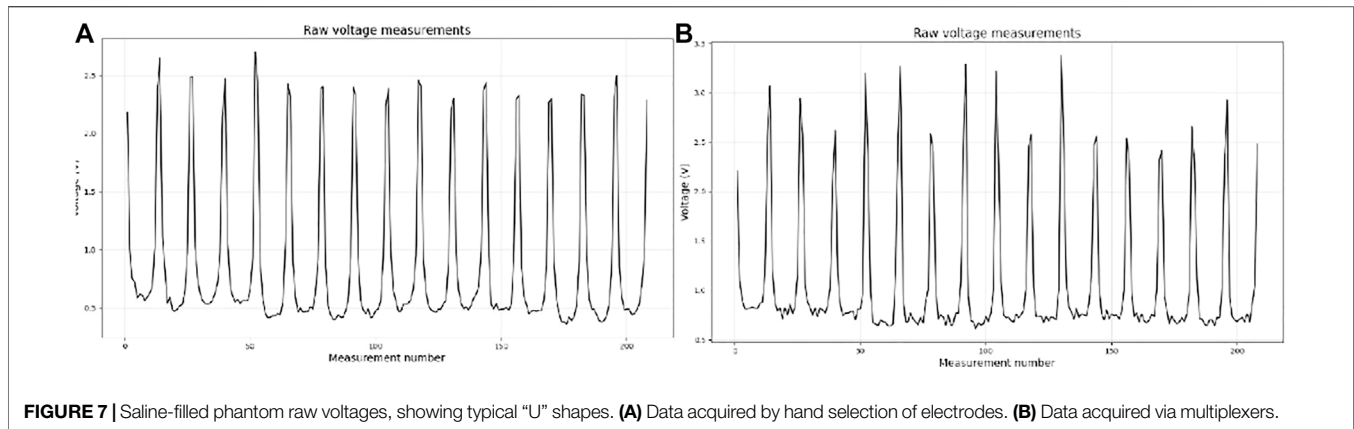 A
Raw voltage measurements
2.5
2.0
1.5
1.0
0.5
0
50
100
150
200
Measurement number
B
Raw voltage measurements
3.5
3.0
2.5
2.0
1.5
1.0
0.5
Voltage (V)
0
50
100
150
200
Measurement number
FIGURE 7 | Saline-filled phantom raw voltages, showing typical “U” shapes. (A) Data acquired by hand selection of electrodes. (B) Data acquired via multiplexers.